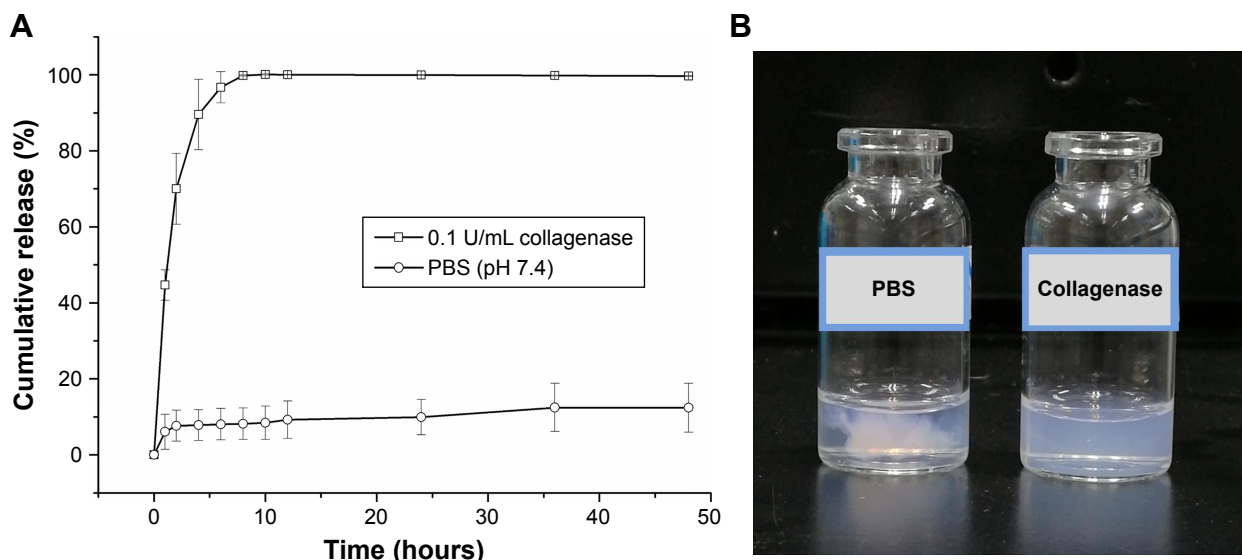 A
B
Cumulative release (%)
100
80
60
40
20
0
0.1 U/mL collagenase
PBS (pH 7.4)
0
10
20
30
40
50
Time (hours)
PBS
Collagenase